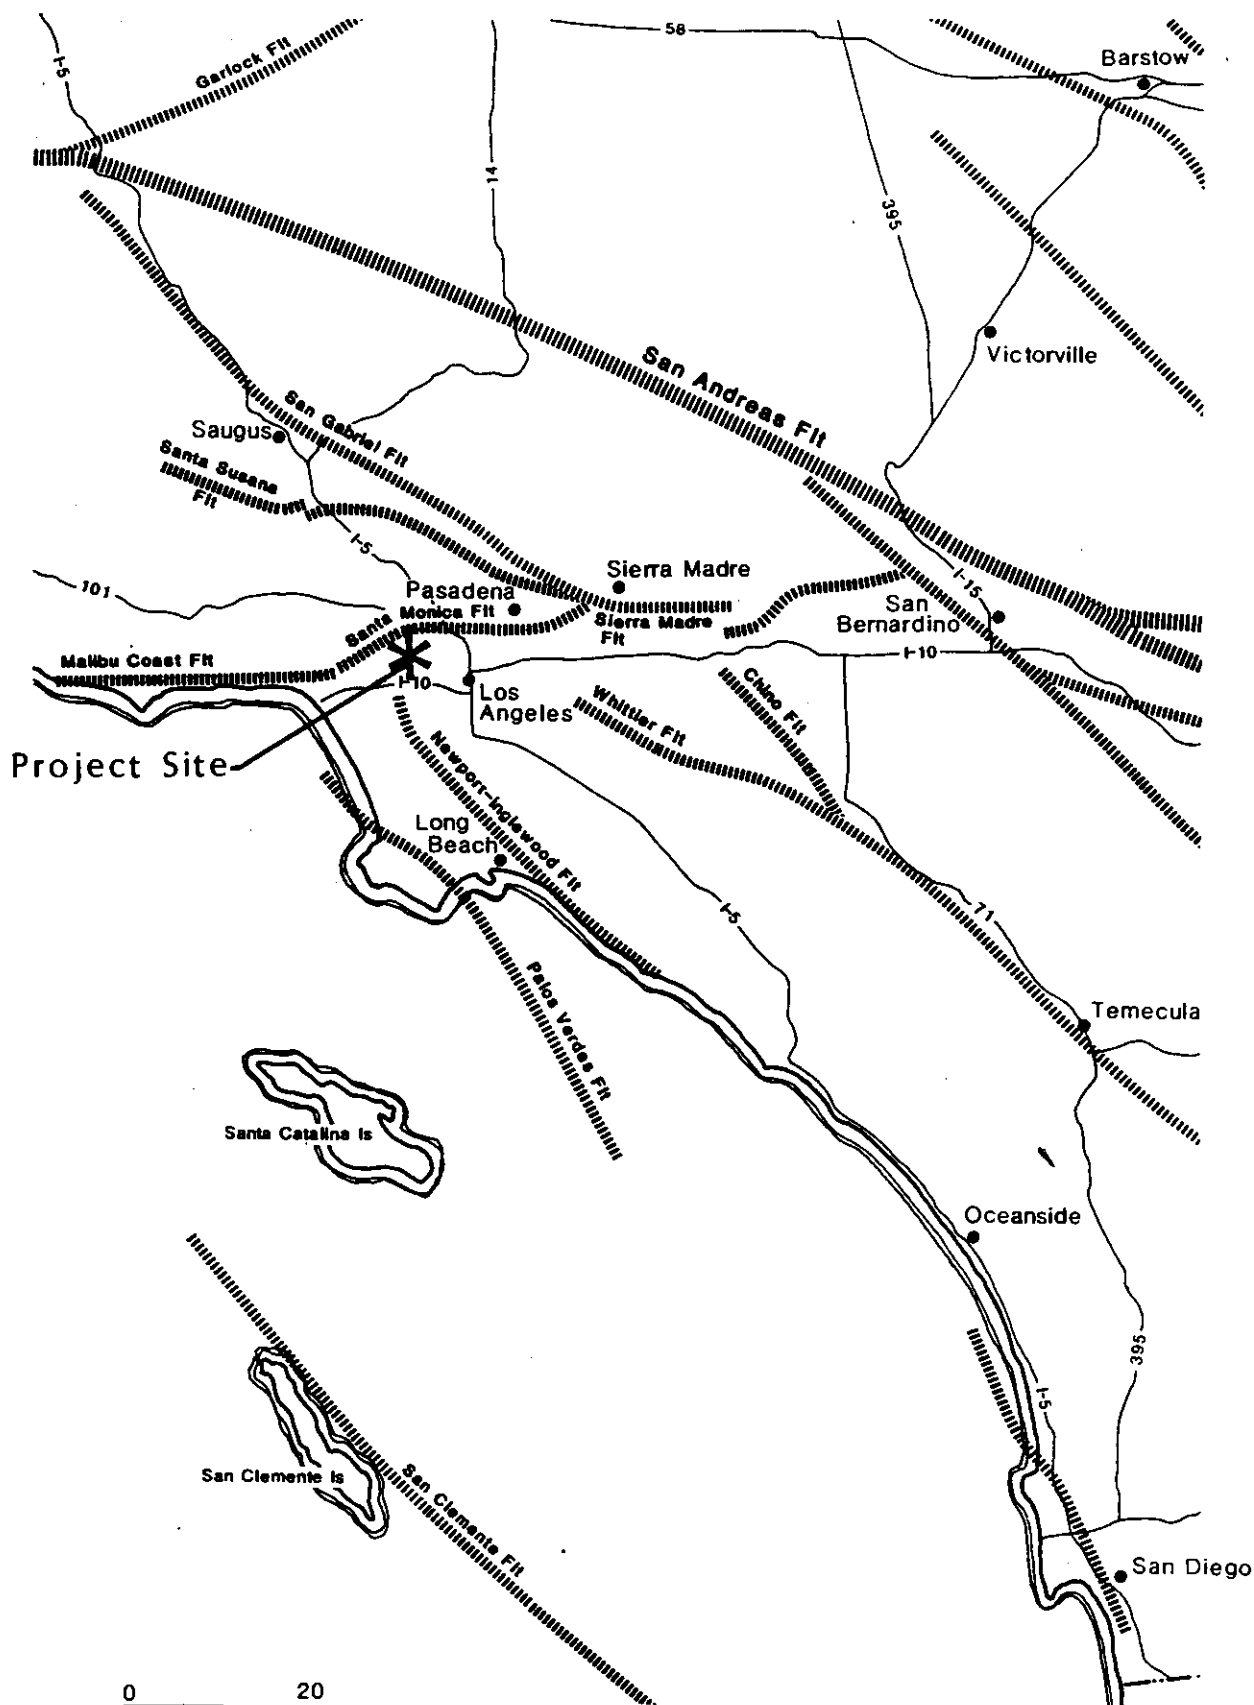 58
I-5
Garlock Flt
Barstow
14
395
San Andreas Flt
Victorville
San Gabriel Flt
Saugus
Santa Susana
Flt
I-5
101
Sierra Madre
Pasadena
Santa Monica Flt
Sierra Madre
Flt
I-15
San
Bernardino
Malibu Coast Flt
I-10
I-10
Los
Angeles
Whittier Flt
Chino Flt
Project Site
Newport-Inglewood Flt
Long
Beach
I-5
71
Palos Verdes Flt
Temecula
Santa Catalina Is
Oceanside
395
I-5
San Clemente Is
San Clemente Flt
San Diego
0 20